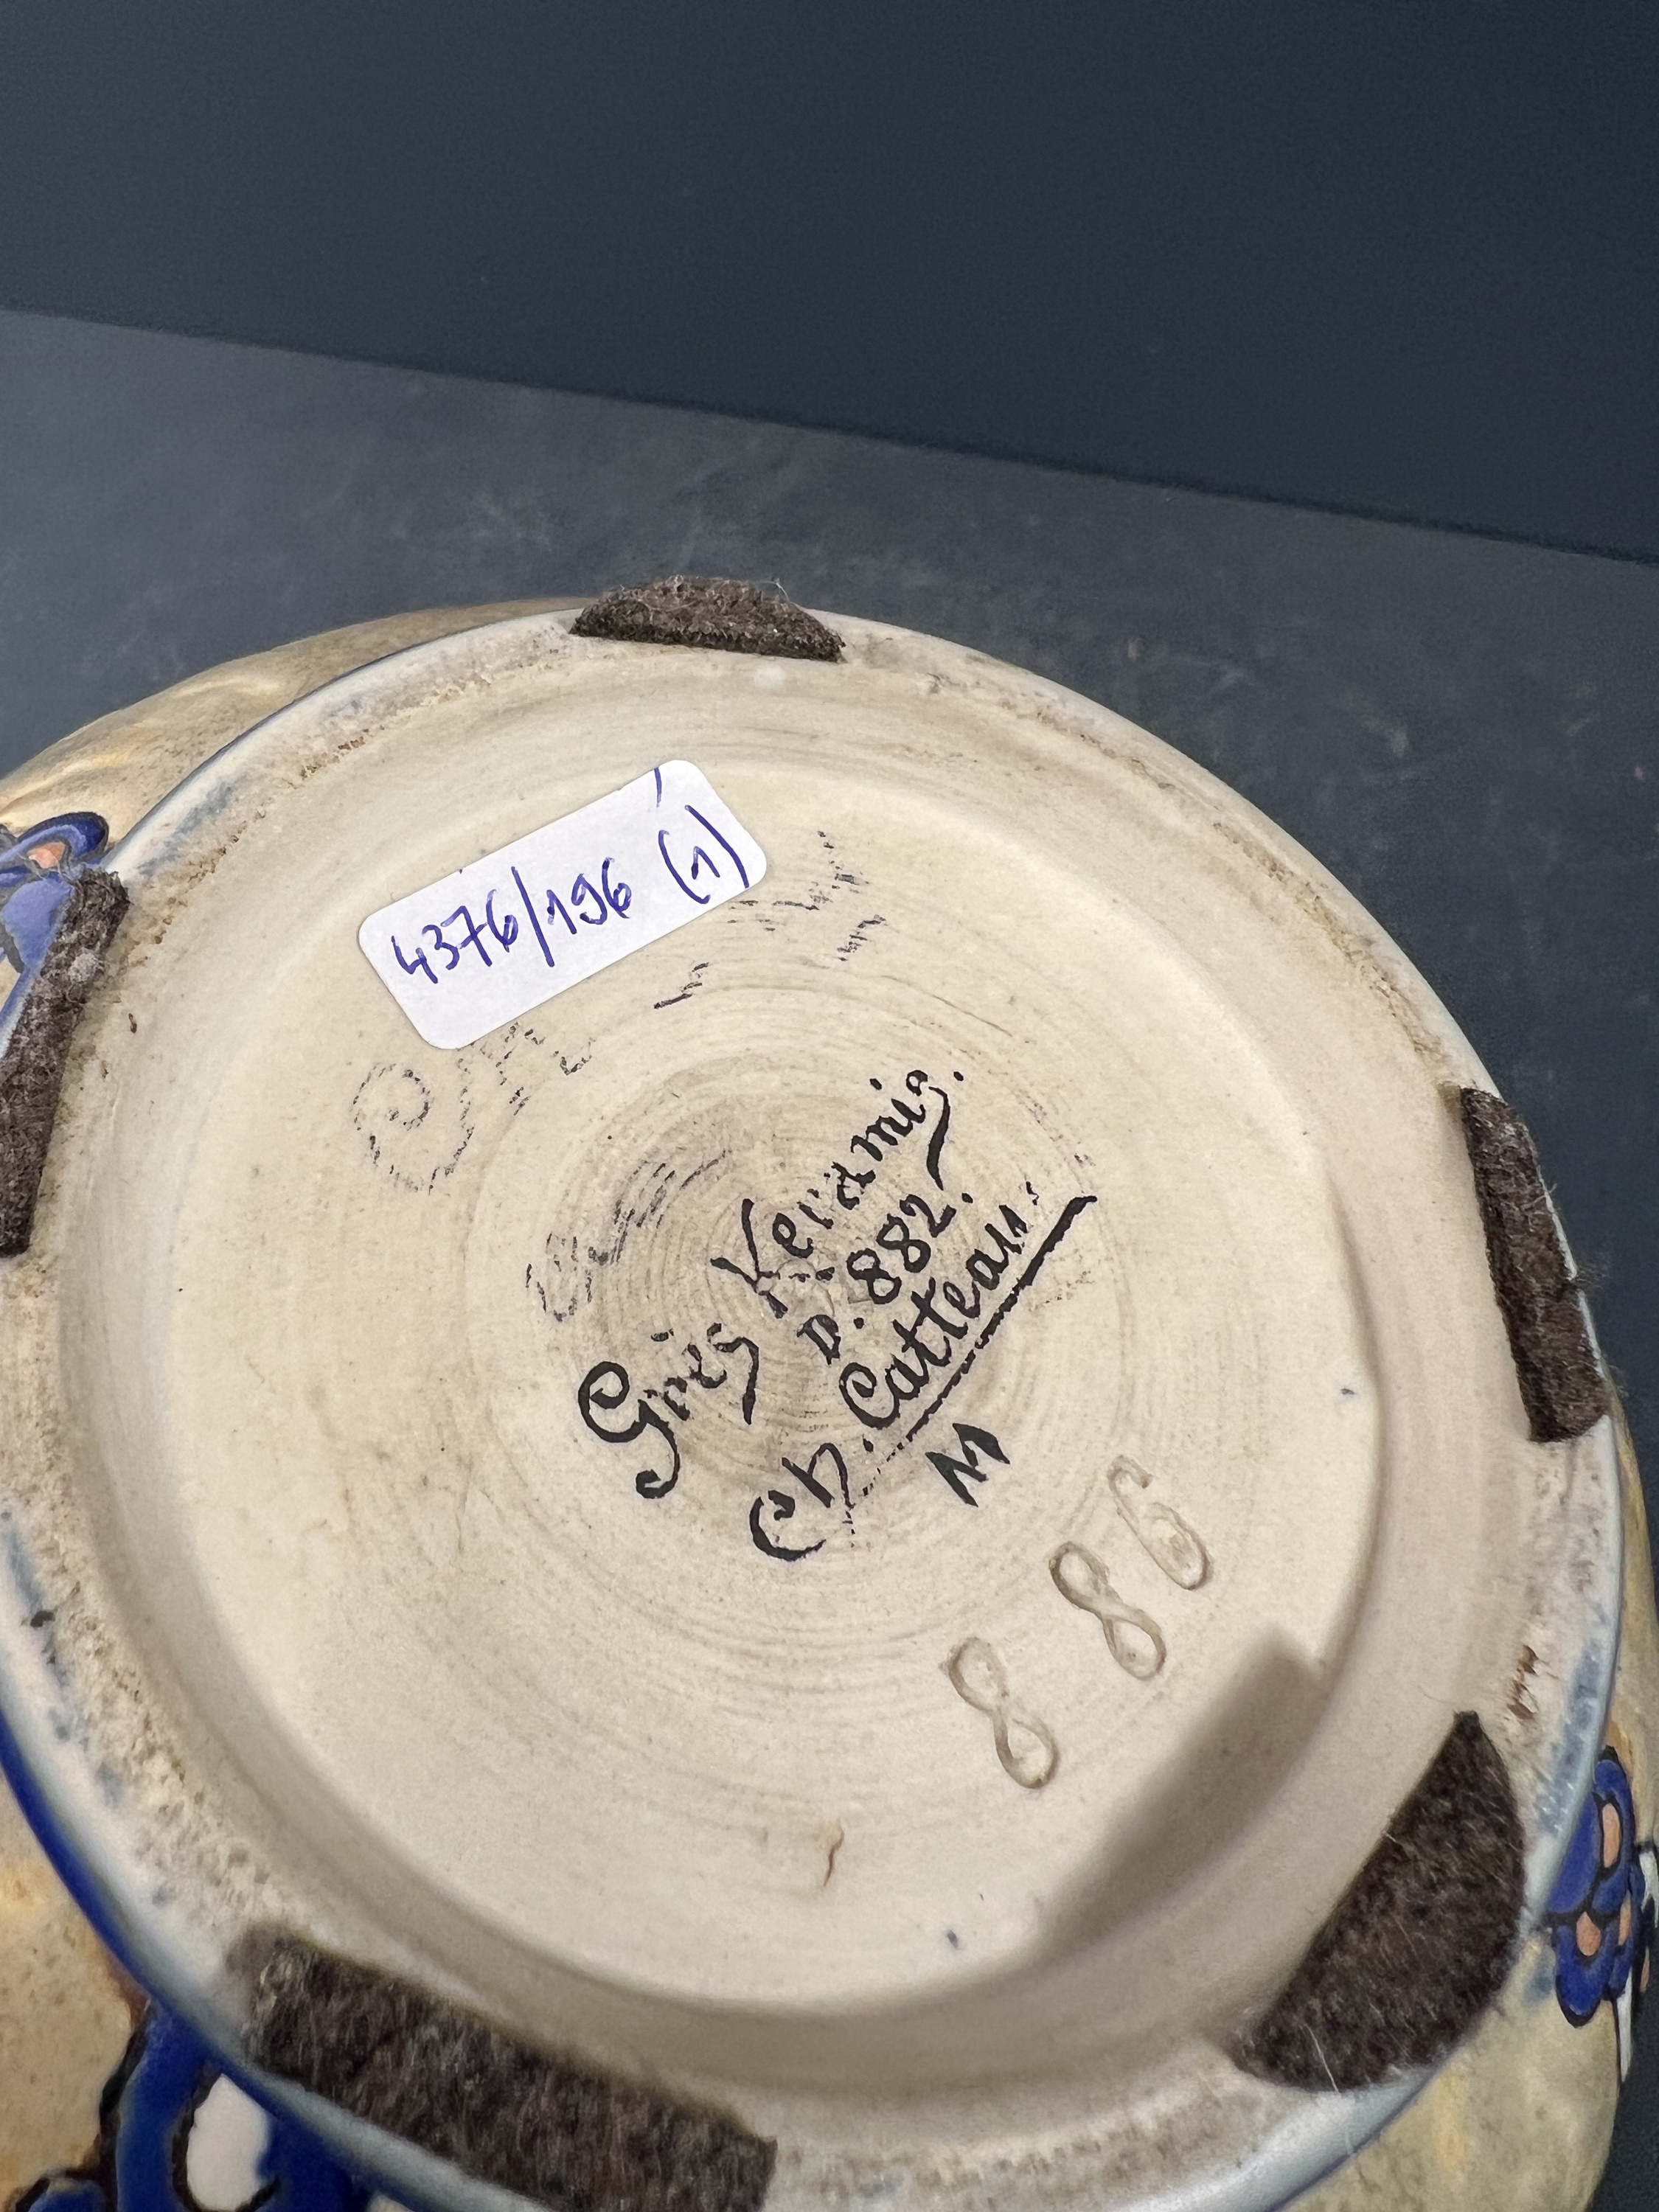 4376/196 (1)
Grès Keramis.
D.882.
Ch. Catteau.
M
886